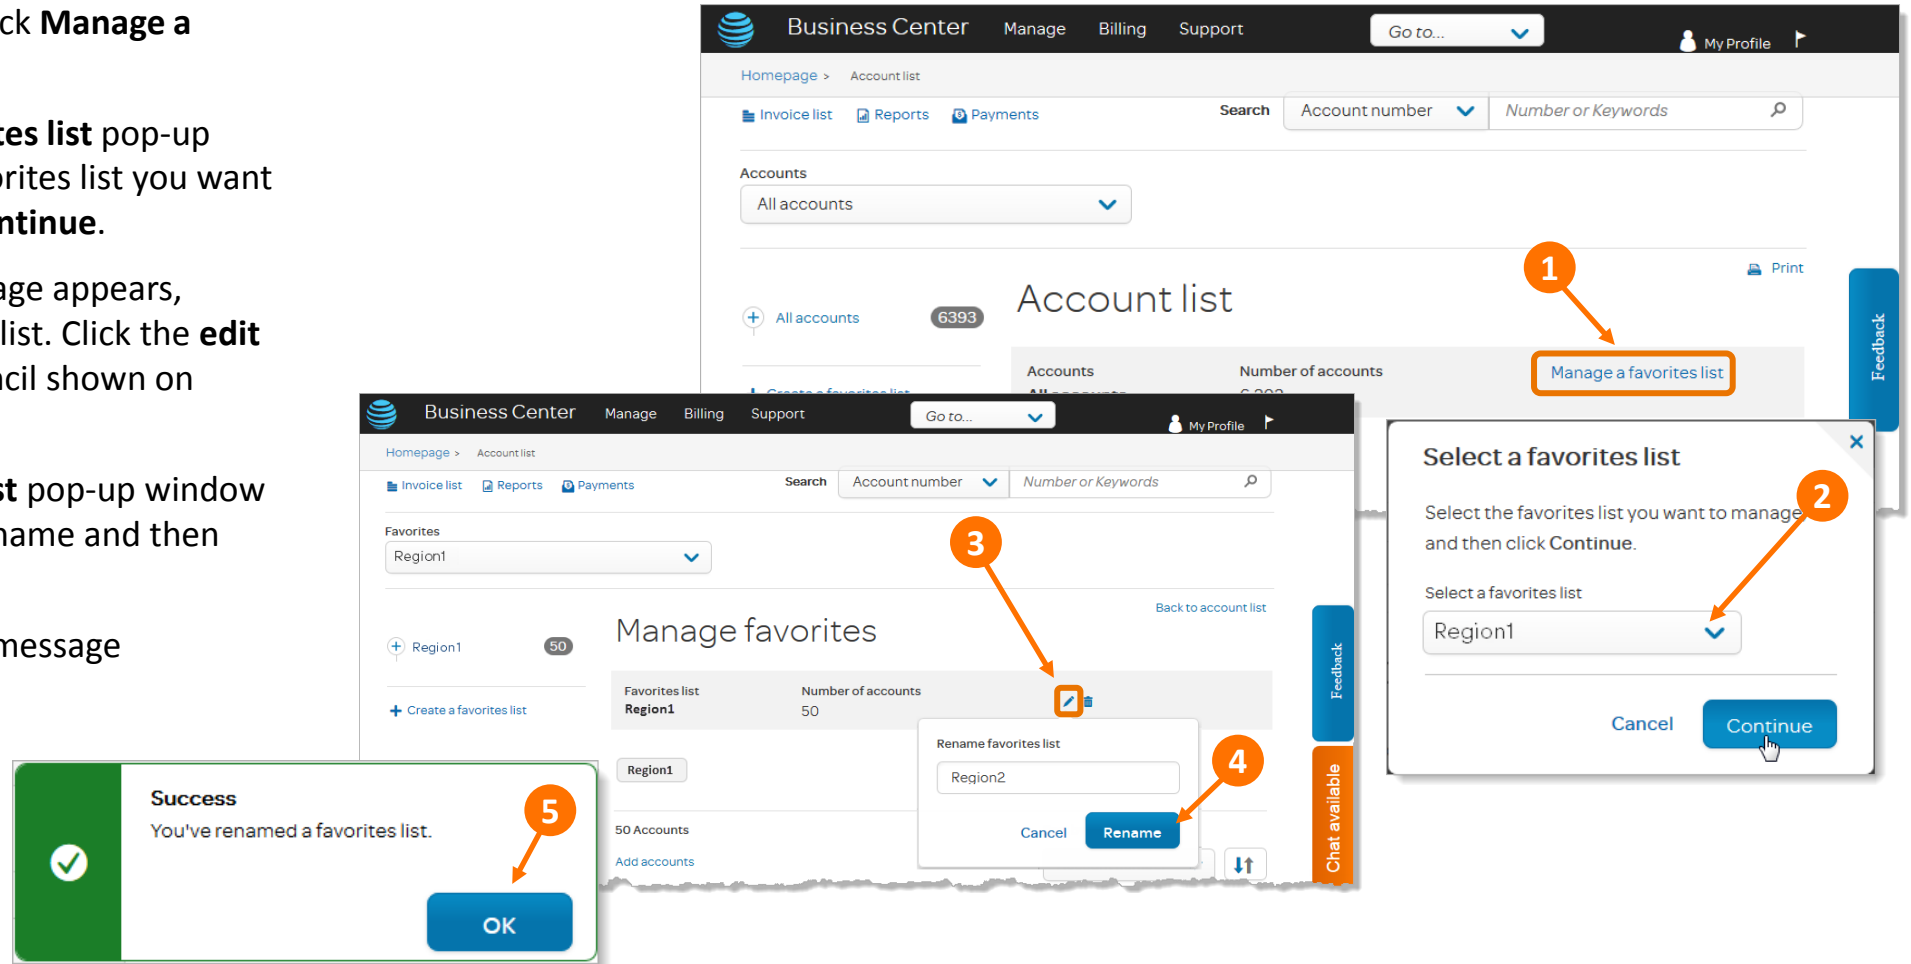 ck Manage a
tes list pop-up
orites list you want
ntinue.
age appears,
list. Click the edit
ncil shown on
st pop-up window
name and then
message
Business Center Manage Billing Support Go to... My Profile
Homepage > Account list
Invoice list Reports Payments Search Account number Number or Keywords
Accounts
All accounts
1
Print
Account list
All accounts 6393
Accounts Number of accounts Manage a favorites list
Feedback
Business Center Manage Billing Support Go to... My Profile
Homepage > Account list
Invoice list Reports Payments Search Account number Number or Keywords
Favorites
Region1
3
Back to account list
Manage favorites
Region1 50
Favorites list Number of accounts
Region1 50
+ Create a favorites list
Region1
50 Accounts
Add accounts
Rename favorites list
Region2
4
Cancel Rename
Feedback
Chat available
Select a favorites list
2
Select the favorites list you want to manage
and then click Continue.
Select a favorites list
Region1
Cancel Continue
Success
You've renamed a favorites list.
5
OK